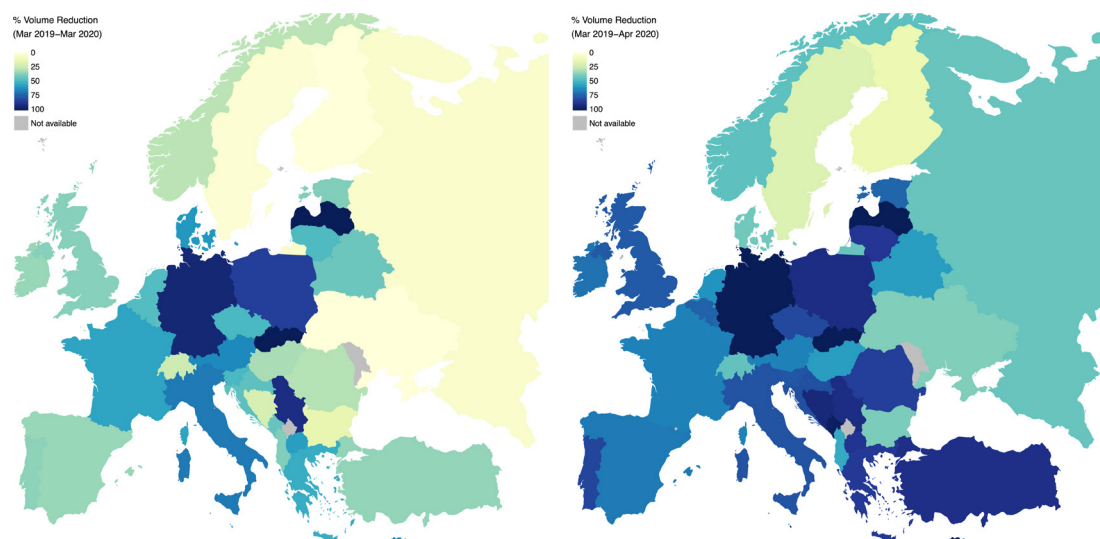 % Volume Reduction
(Mar 2019–Mar 2020)
0
25
50
75
100
Not available
% Volume Reduction
(Mar 2019–Apr 2020)
0
25
50
75
100
Not available